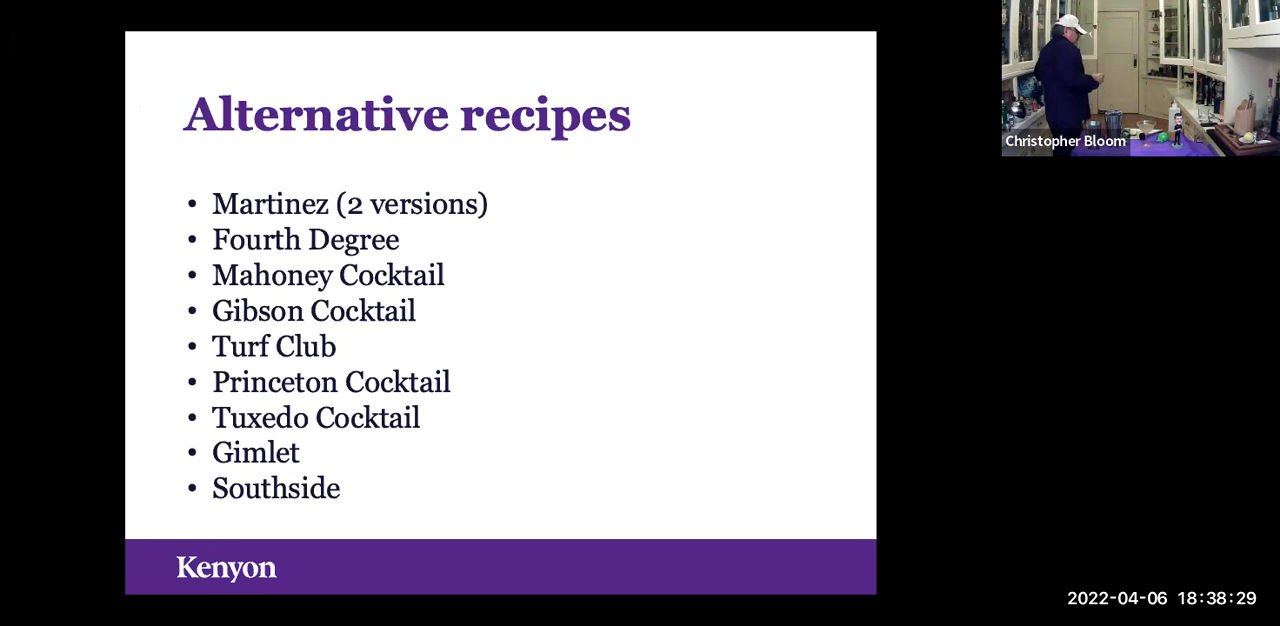 Alternative recipes
• Martinez (2 versions)
• Fourth Degree
• Mahoney Cocktail
• Gibson Cocktail
• Turf Club
• Princeton Cocktail
• Tuxedo Cocktail
• Gimlet
• Southside
Kenyon
Christopher Bloom
2022-04-06 18:38:29